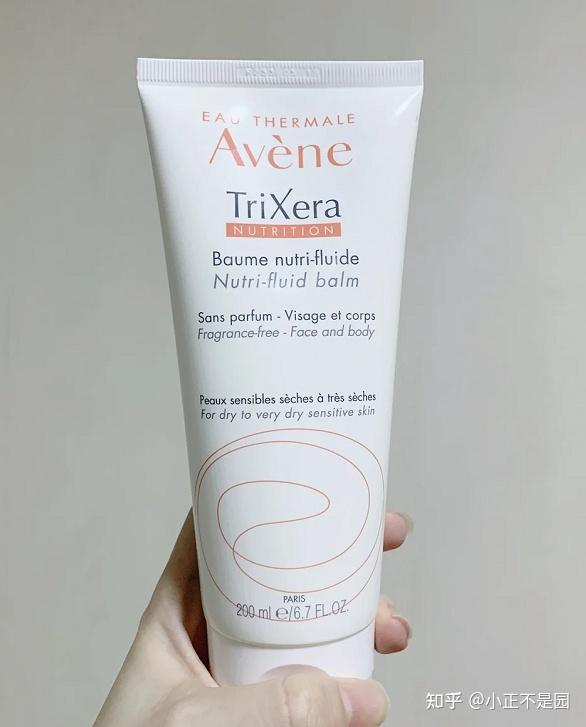 EAU THERMALE
Avène
TriXera
NUTRITION
Baume nutri-fluide
Nutri-fluid balm
Sans parfum - Visage et corps
Fragrance-free - Face and body
Peaux sensibles sèches à très sèches
For dry to very dry sensitive skin
PARIS
200 ml e/6.7 FL.OZ.
知乎 @小正不是园